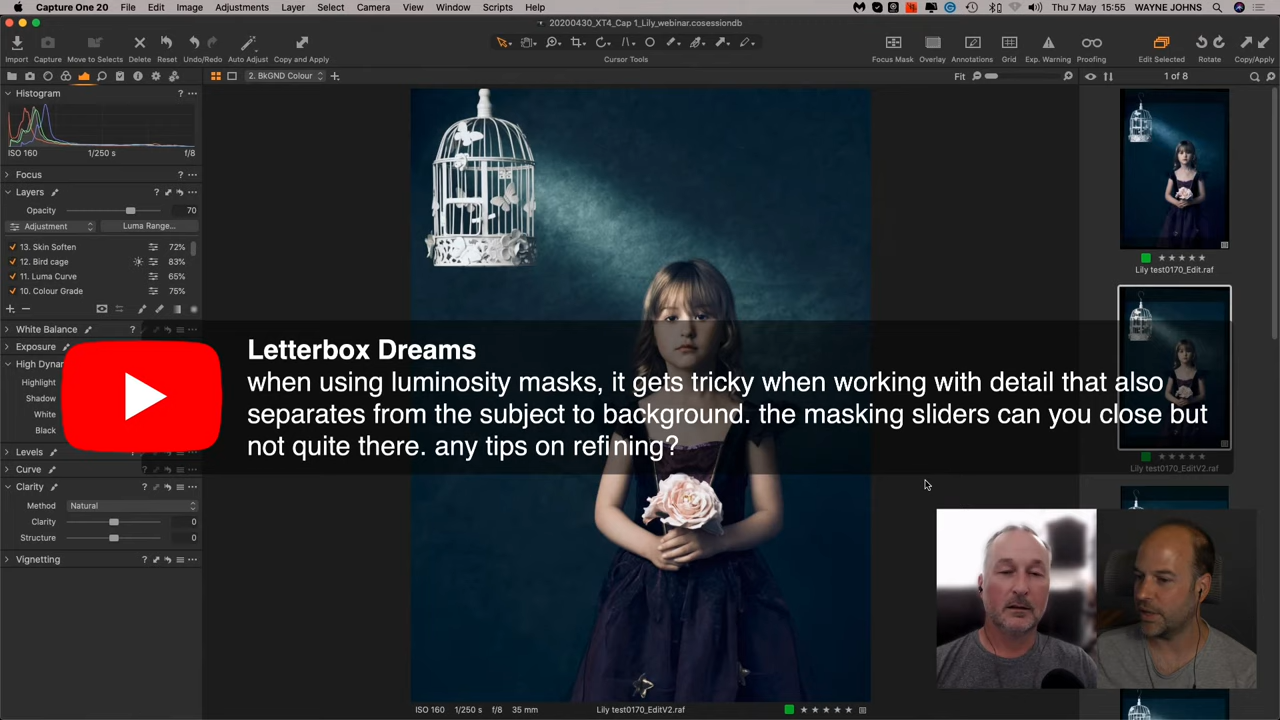 Capture One 20 File Edit Image Adjustments Layer Select Camera View Window Scripts Help
Thu 7 May 15:55 WAYNE JOHNS
20200430_XT4_Cap 1_Lily_webinar.cosessiondb
Import Capture Move to Selects Delete Reset Undo/Redo Auto Adjust Copy and Apply
Cursor Tools
Focus Mask Overlay Annotations Grid Exp. Warning Proofing Edit Selected Rotate Copy/Apply
2. BkGND Colour
Fit
1 of 8
Histogram
ISO 160 1/250 s f/8
Focus
Layers
Opacity 70
Adjustment Luma Range...
13. Skin Soften 72%
12. Bird cage 83%
11. Luma Curve 65%
10. Colour Grade 75%
White Balance
Exposure
High Dynam
Highlight
Shadow
White
Black
Levels
Curve
Clarity
Method Natural
Clarity 0
Structure 0
Vignetting
Letterbox Dreams
when using luminosity masks, it gets tricky when working with detail that also
separates from the subject to background. the masking sliders can you close but
not quite there. any tips on refining?
Lily test0170_Edit.raf
Lily test0170_EditV2.raf
ISO 160 1/250 s f/8 35 mm Lily test0170_EditV2.raf